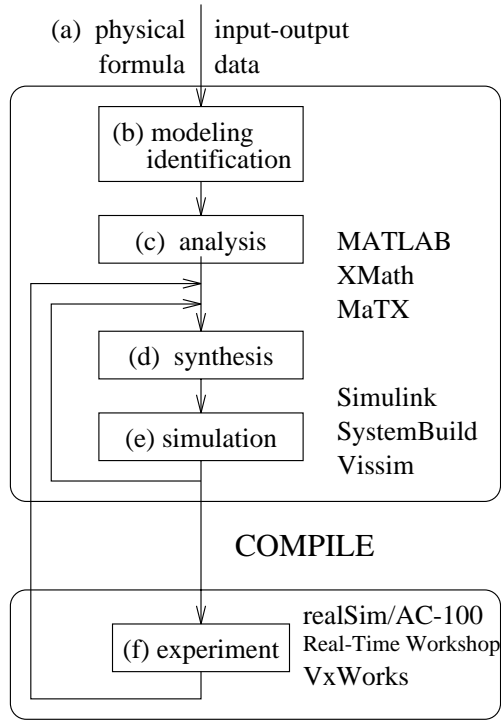 (a) physical input-output
formula data
(b) modeling
identification
(c) analysis
MATLAB
XMath
MaTX
(d) synthesis
(e) simulation
Simulink
SystemBuild
Vissim
COMPILE
(f) experiment
realSim/AC-100
Real-Time Workshop
VxWorks